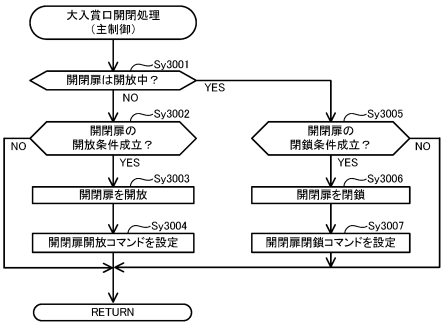 大入賞口開閉処理
（主制御）
Sy3001
開閉扉は開放中？
YES
NO
Sy3002
開閉扉の
開放条件成立？
NO
YES
Sy3005
開閉扉の
閉鎖条件成立？
NO
YES
Sy3003
開閉扉を開放
Sy3006
開閉扉を閉鎖
Sy3004
開閉扉開放コマンドを設定
Sy3007
開閉扉閉鎖コマンドを設定
RETURN